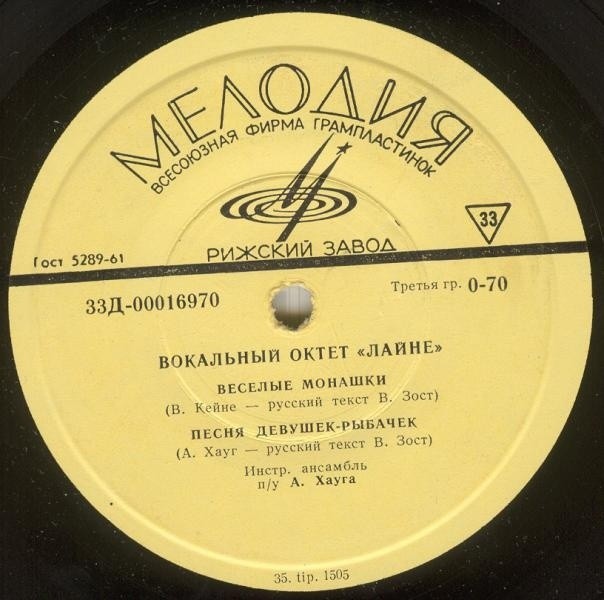 МЕЛОДИЯ
ВСЕСОЮЗНАЯ ФИРМА ГРАМПЛАСТИНОК
33
РИЖСКИЙ ЗАВОД
Гост 5289-61
33Д-00016970
Третья гр. 0-70
ВОКАЛЬНЫЙ ОКТЕТ «ЛАЙНЕ»
ВЕСЕЛЫЕ МОНАШКИ
(В. Кейне — русский текст В. Зост)
ПЕСНЯ ДЕВУШЕК-РЫБАЧЕК
(А. Хауг — русский текст В. Зост)
Инстр. ансамбль
п/у А. Хауга
35. tip. 1505